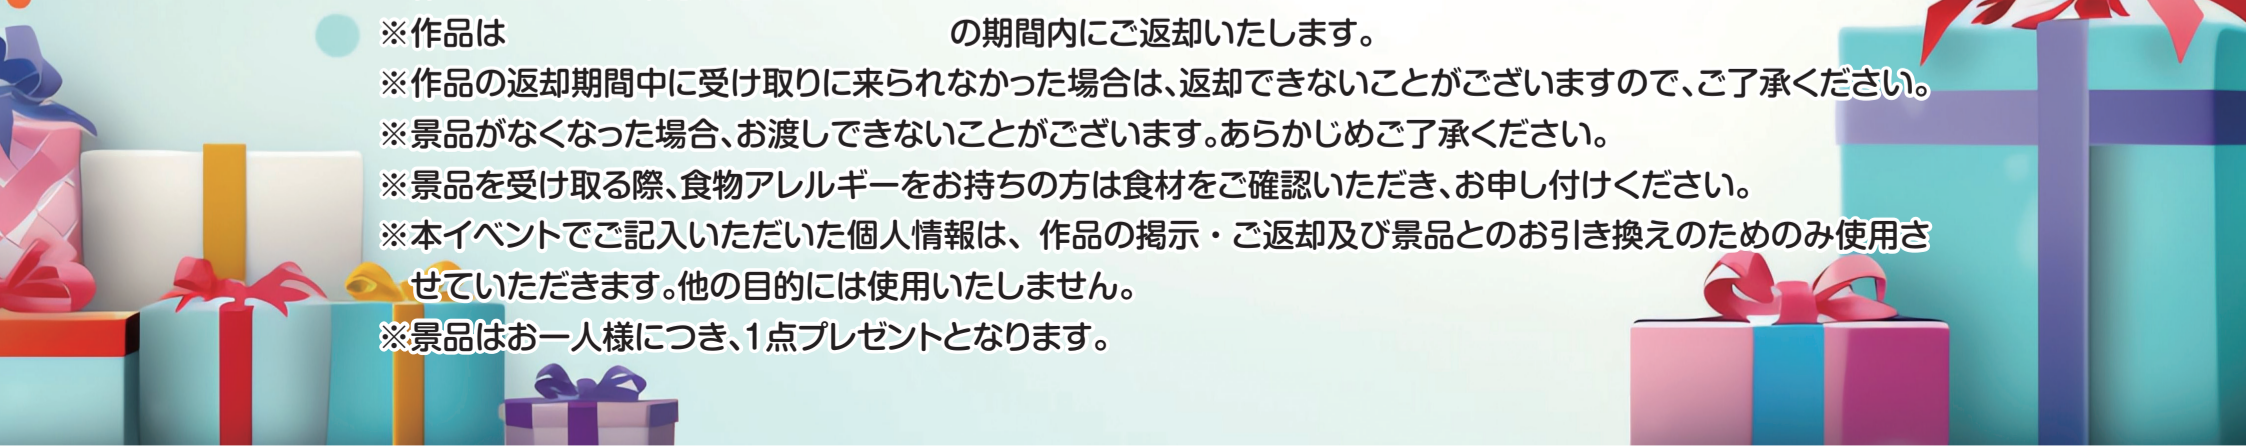 ※作品は の期間内にご返却いたします。
※作品の返却期間中に受け取りに来られなかった場合は、返却できないことがございますので、ご了承ください。
※景品がなくなった場合、お渡しできないことがございます。あらかじめご了承ください。
※景品を受け取る際、食物アレルギーをお持ちの方は食材をご確認いただき、お申し付けください。
※本イベントでご記入いただいた個人情報は、作品の掲示・ご返却及び景品とのお引き換えのためのみ使用さ
せていただきます。他の目的には使用いたしません。
※景品はお一人様につき、1点プレゼントとなります。